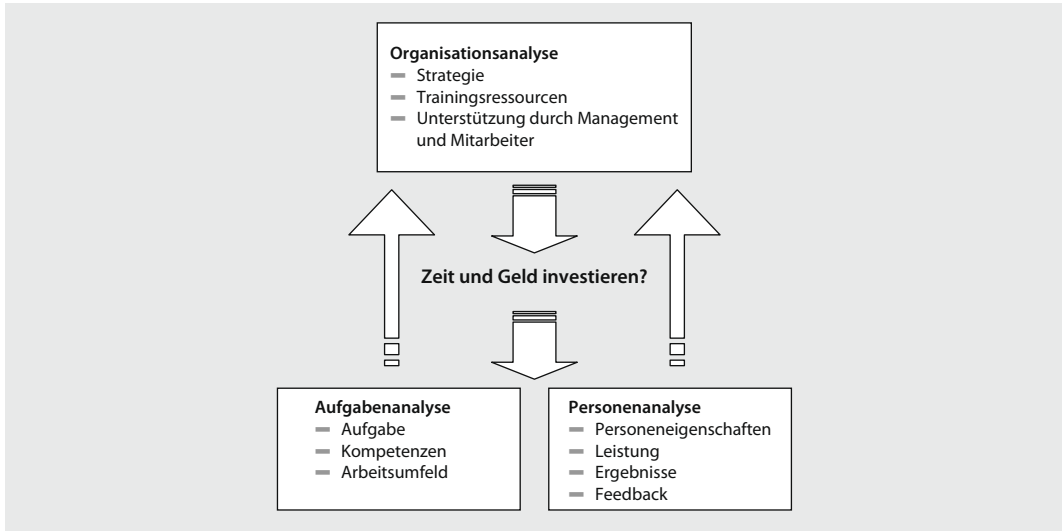 Organisationsanalyse
Strategie
Trainingsressourcen
Unterstützung durch Management
und Mitarbeiter
Zeit und Geld investieren?
Aufgabenanalyse
Aufgabe
Kompetenzen
Arbeitsumfeld
Personenanalyse
Personeneigenschaften
Leistung
Ergebnisse
Feedback